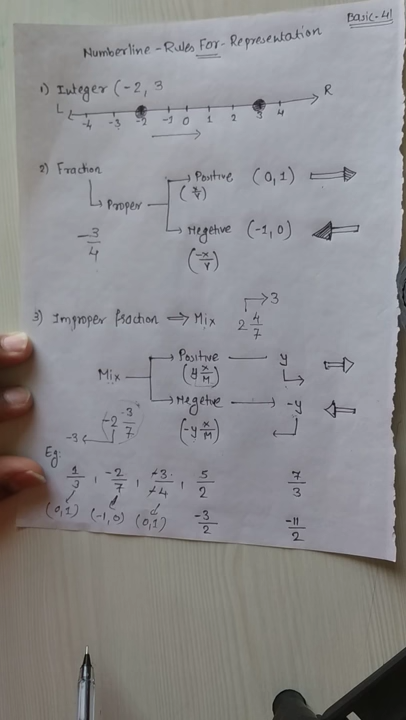 Basic-41
Numberline-Rules For-Representation
1) Integer (-2, 3
L -4 -3 -2 -1 0 1 2 3 4 R
2) Fraction
Proper
Positive (0,1)
(x/y)
Negetive (-1,0)
(-x/y)
-3/4
3) Improper fraction ⇒ Mix 2 4/7 → 3
Mix
Positive y
(y x/M)
Negetive → -y
(-y x/M)
-2 -3/7
-3
Eg:
1/3 , -2/7 , -3/-4 , 5/2 7/3
(0,1) (-1,0) (0,1) -3/2 -11/2